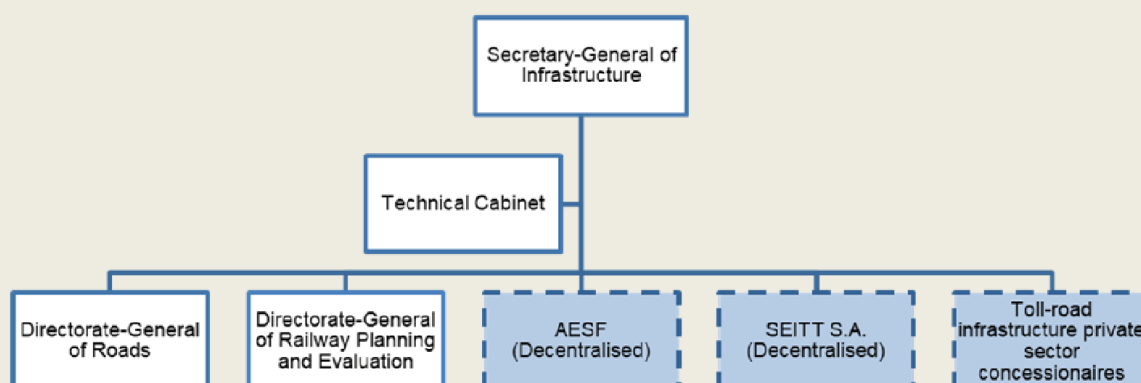 Secretary-General of
Infrastructure
Technical Cabinet
Directorate-General
of Roads
Directorate-General
of Railway Planning
and Evaluation
AESF
(Decentralised)
SEITT S.A.
(Decentralised)
Toll-road
infrastructure private
sector
concessionaires